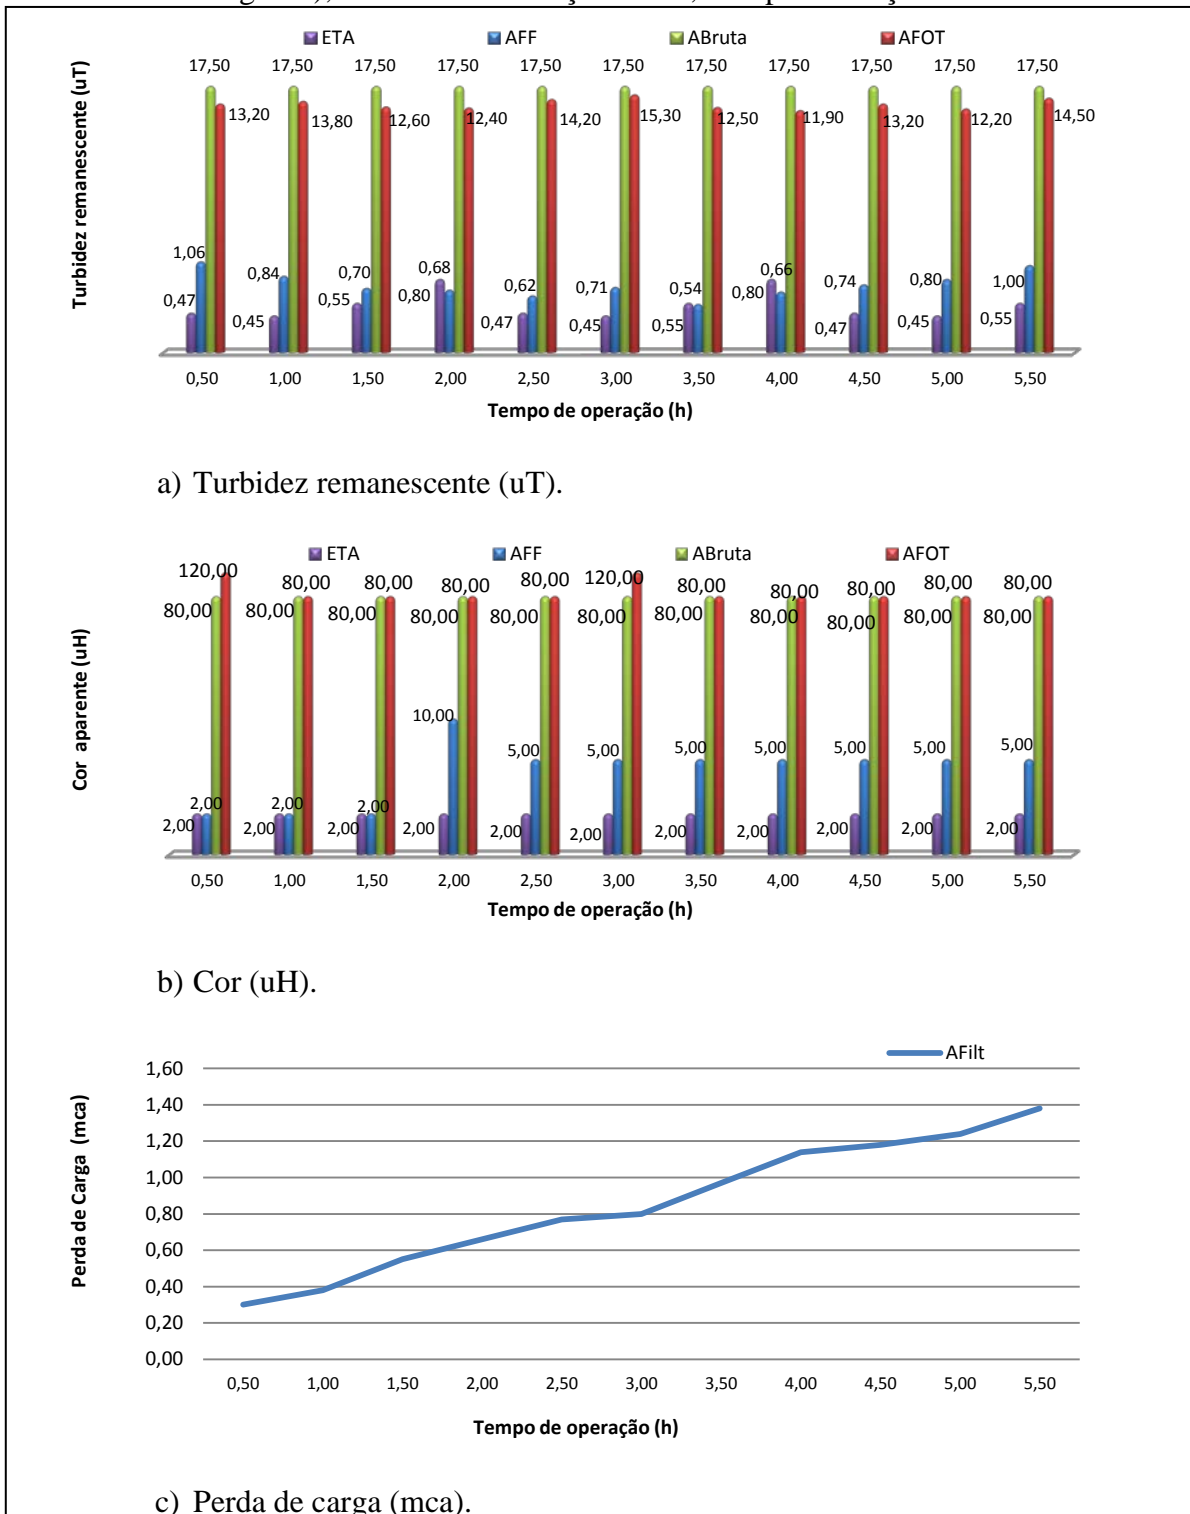 ETA AFF ABruta AFOT
17,50 17,50 17,50 17,50 17,50 17,50 17,50 17,50 17,50 17,50 17,50
13,20 13,80 12,60 12,40 14,20 15,30 12,50 11,90 13,20 12,20 14,50
1,06 0,84 0,70 0,80 0,62 0,71 0,54 0,80 0,74 0,80 1,00
0,47 0,45 0,55 0,68 0,47 0,45 0,55 0,66 0,47 0,45 0,55
Turbidez remanescente (uT)
0,50 1,00 1,50 2,00 2,50 3,00 3,50 4,00 4,50 5,00 5,50
Tempo de operação (h)
a) Turbidez remanescente (uT).
ETA AFF ABruta AFOT
120,00 80,00 80,00 80,00 80,00 120,00 80,00 80,00 80,00 80,00 80,00
80,00 80,00 80,00 80,00 80,00 80,00 80,00 80,00 80,00 80,00 80,00
2,00 2,00 2,00 10,00 5,00 5,00 5,00 5,00 5,00 5,00 5,00
2,00 2,00 2,00 2,00 2,00 2,00 2,00 2,00 2,00 2,00 2,00
Cor aparente (uH)
0,50 1,00 1,50 2,00 2,50 3,00 3,50 4,00 4,50 5,00 5,50
Tempo de operação (h)
b) Cor (uH).
AFilt
1,60
1,40
1,20
1,00
0,80
0,60
0,40
0,20
0,00
Perda de Carga (mca)
0,50 1,00 1,50 2,00 2,50 3,00 3,50 4,00 4,50 5,00 5,50
Tempo de operação (h)
c) Perda de carga (mca).